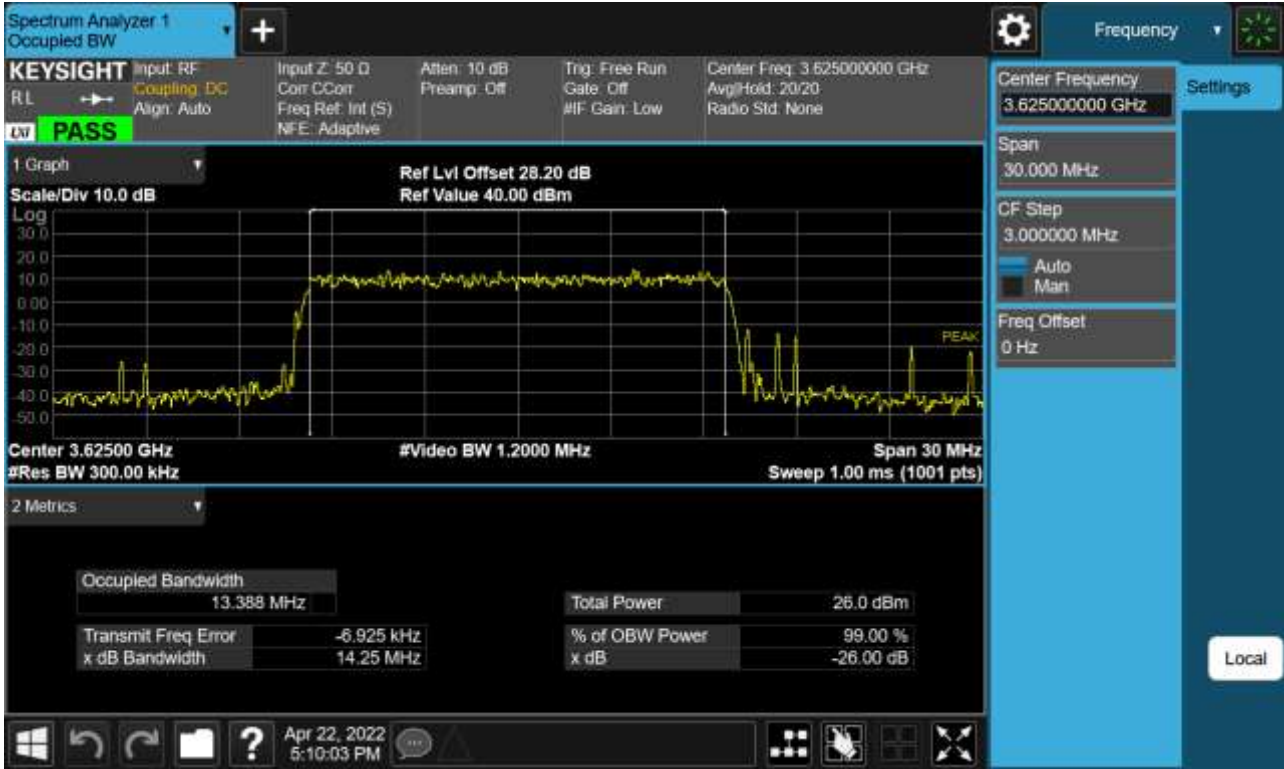 Spectrum Analyzer 1
Occupied BW
+
Frequency
KEYSIGHT
RL
LXI
PASS
Input: RF
Coupling: DC
Align: Auto
Input Z: 50 Ω
Corr CCorr
Freq Ref: Int (S)
NFE: Adaptive
Atten: 10 dB
Preamp: Off
Trig: Free Run
Gate: Off
#IF Gain: Low
Center Freq: 3.625000000 GHz
Avg|Hold: 20/20
Radio Std: None
Center Frequency
3.625000000 GHz
Settings
Span
30.000 MHz
CF Step
3.000000 MHz
Auto
Man
Freq Offset
0 Hz
1 Graph
Scale/Div 10.0 dB
Ref Lvl Offset 28.20 dB
Ref Value 40.00 dBm
Log
30.0
20.0
10.0
0.00
-10.0
-20.0
-30.0
-40.0
-50.0
PEAK
Center 3.62500 GHz
#Video BW 1.2000 MHz
Span 30 MHz
#Res BW 300.00 kHz
Sweep 1.00 ms (1001 pts)
2 Metrics
Occupied Bandwidth
13.388 MHz
Total Power 26.0 dBm
Transmit Freq Error -6.925 kHz
% of OBW Power 99.00 %
x dB Bandwidth 14.25 MHz
x dB -26.00 dB
Local
?
Apr 22, 2022
5:10:03 PM